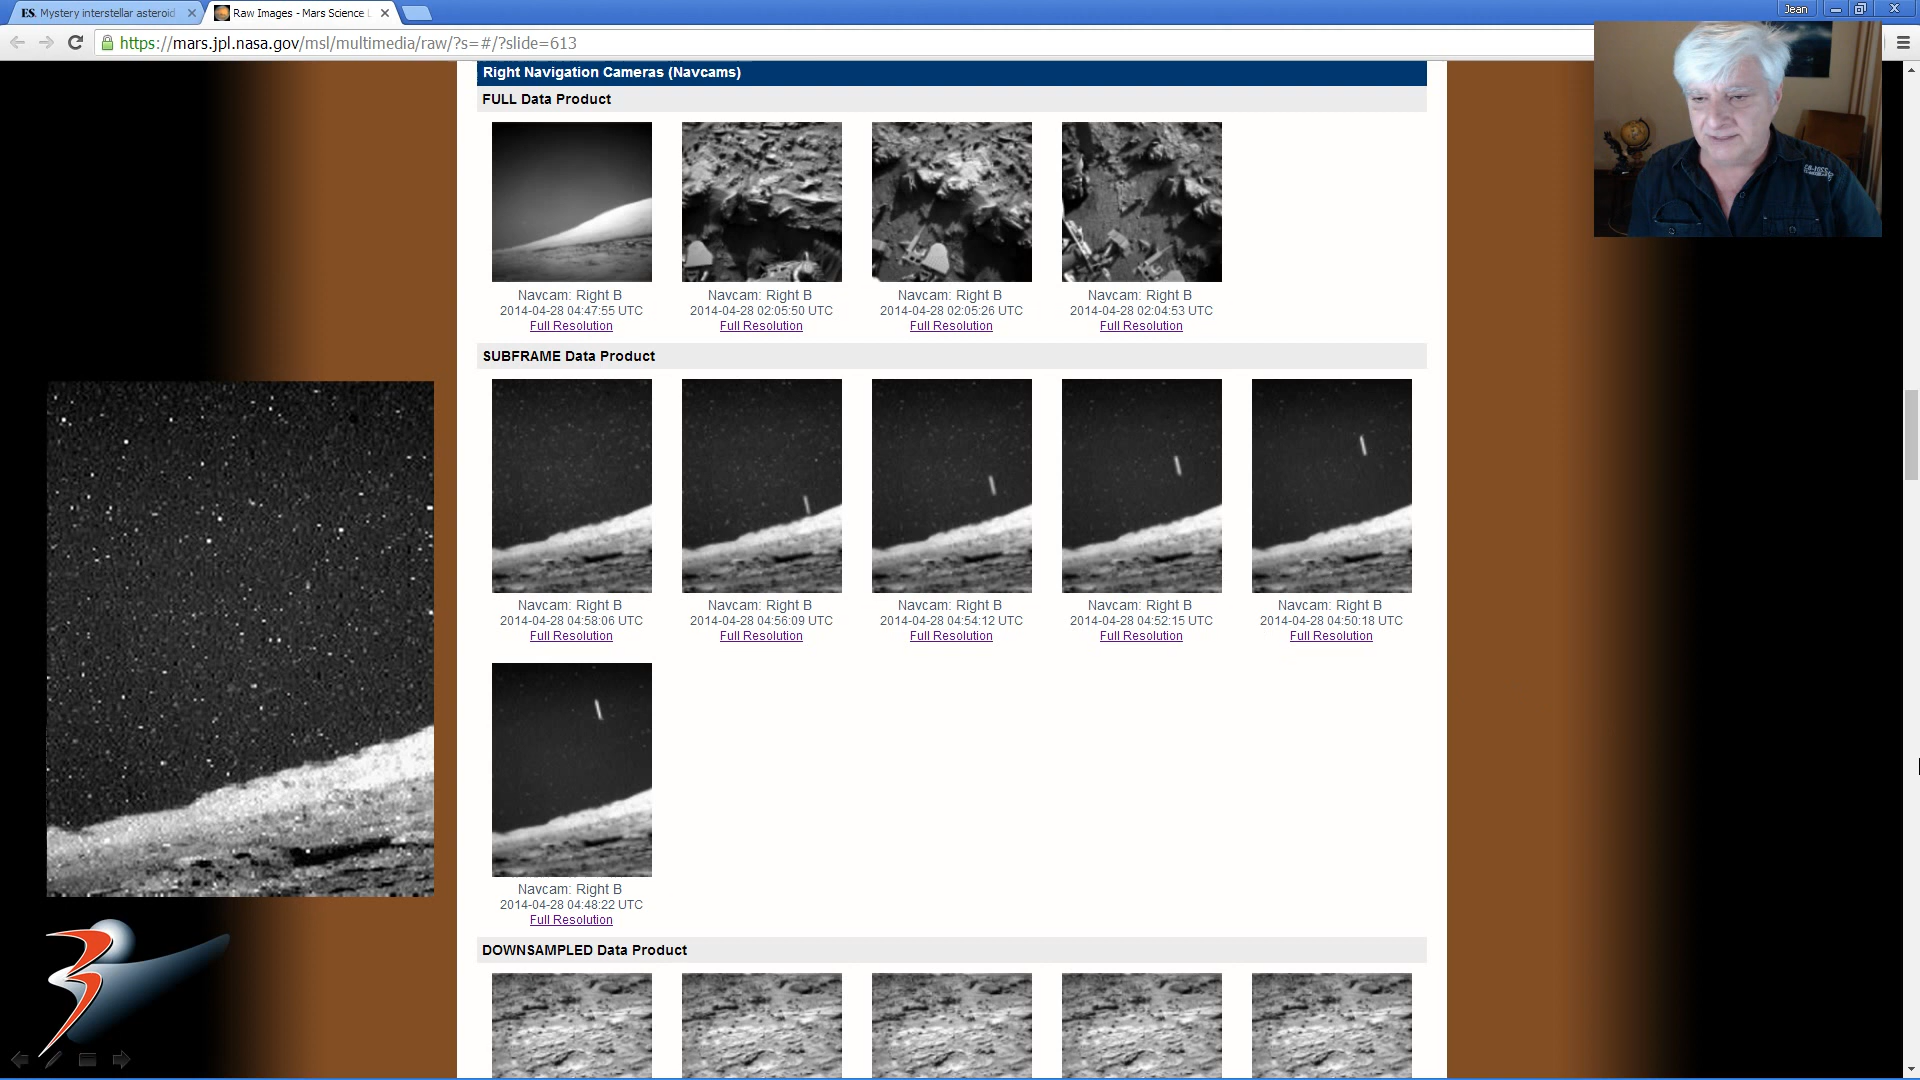 ES. Mystery interstellar asteroid
Raw Images - Mars Science L
Jean
https://mars.jpl.nasa.gov/msl/multimedia/raw/?s=#/?slide=613
Right Navigation Cameras (Navcams)
FULL Data Product
Navcam: Right B
2014-04-28 04:47:55 UTC
Full Resolution
Navcam: Right B
2014-04-28 02:05:50 UTC
Full Resolution
Navcam: Right B
2014-04-28 02:05:26 UTC
Full Resolution
Navcam: Right B
2014-04-28 02:04:53 UTC
Full Resolution
SUBFRAME Data Product
Navcam: Right B
2014-04-28 04:58:06 UTC
Full Resolution
Navcam: Right B
2014-04-28 04:56:09 UTC
Full Resolution
Navcam: Right B
2014-04-28 04:54:12 UTC
Full Resolution
Navcam: Right B
2014-04-28 04:52:15 UTC
Full Resolution
Navcam: Right B
2014-04-28 04:50:18 UTC
Full Resolution
Navcam: Right B
2014-04-28 04:48:22 UTC
Full Resolution
DOWNSAMPLED Data Product